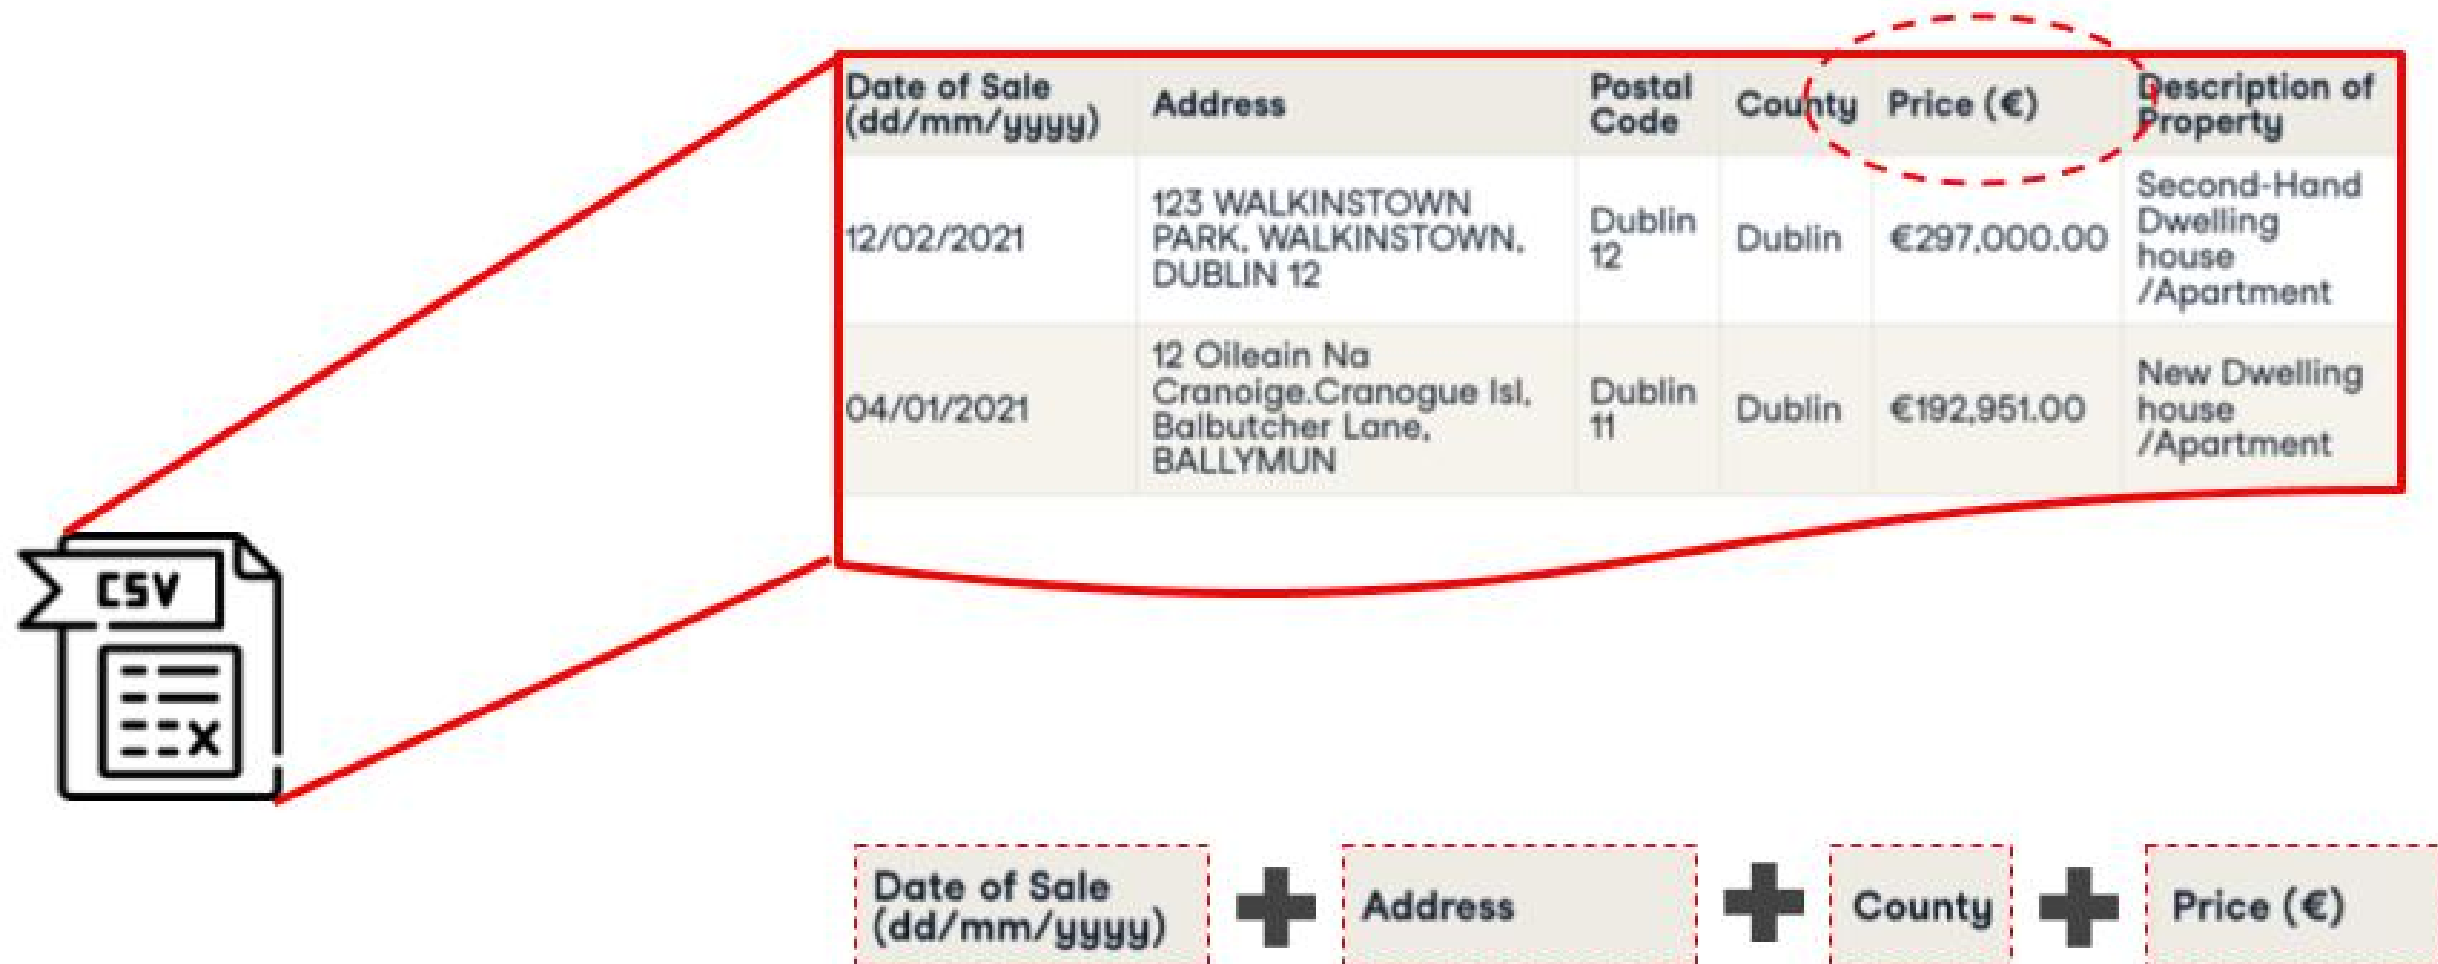 Date of Sale
(dd/mm/yyyy)
Address
Postal
Code
County
Price (€)
Description of
Property
12/02/2021
123 WALKINSTOWN
PARK, WALKINSTOWN,
DUBLIN 12
Dublin
12
Dublin
€297,000.00
Second-Hand
Dwelling
house
/Apartment
04/01/2021
12 Oileain Na
Cranoige.Cranogue Isl,
Balbutcher Lane,
BALLYMUN
Dublin
11
Dublin
€192,951.00
New Dwelling
house
/Apartment
CSV
X
Date of Sale
(dd/mm/yyyy)
Address
County
Price (€)